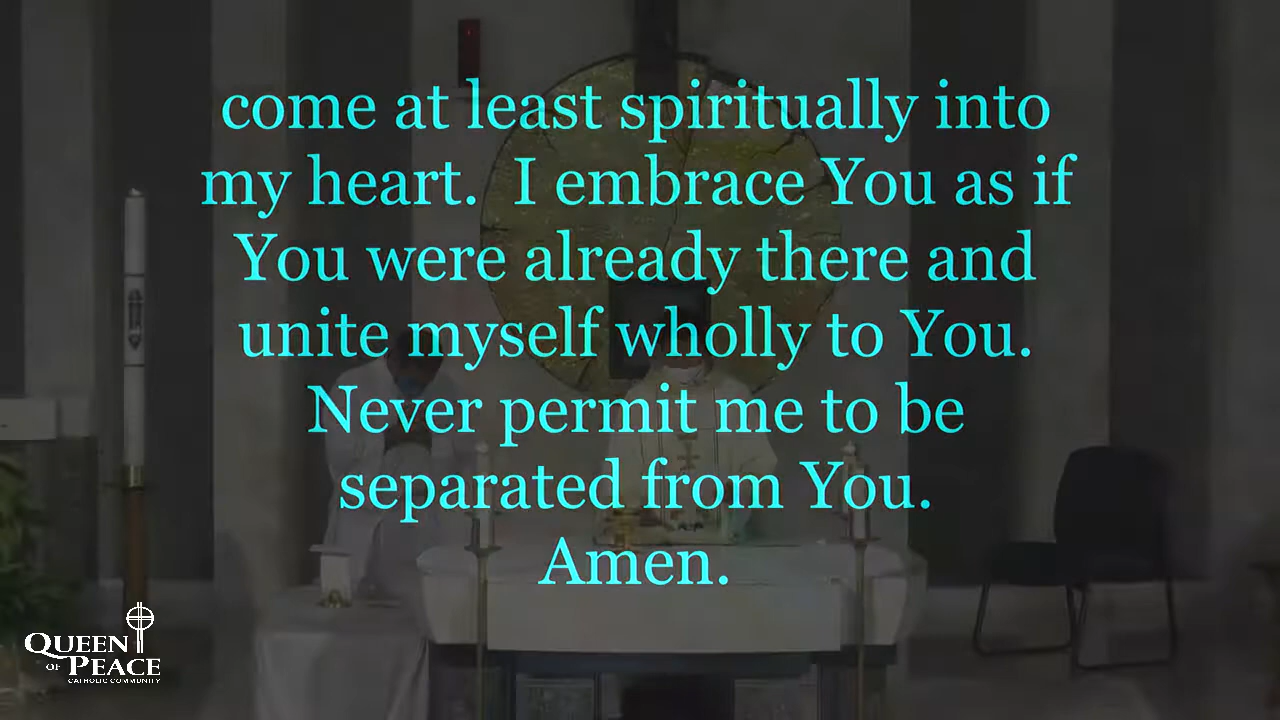 come at least spiritually into
my heart.  I embrace You as if
You were already there and
unite myself wholly to You.
Never permit me to be
separated from You.
Amen.
QUEEN
OF PEACE
CATHOLIC COMMUNITY